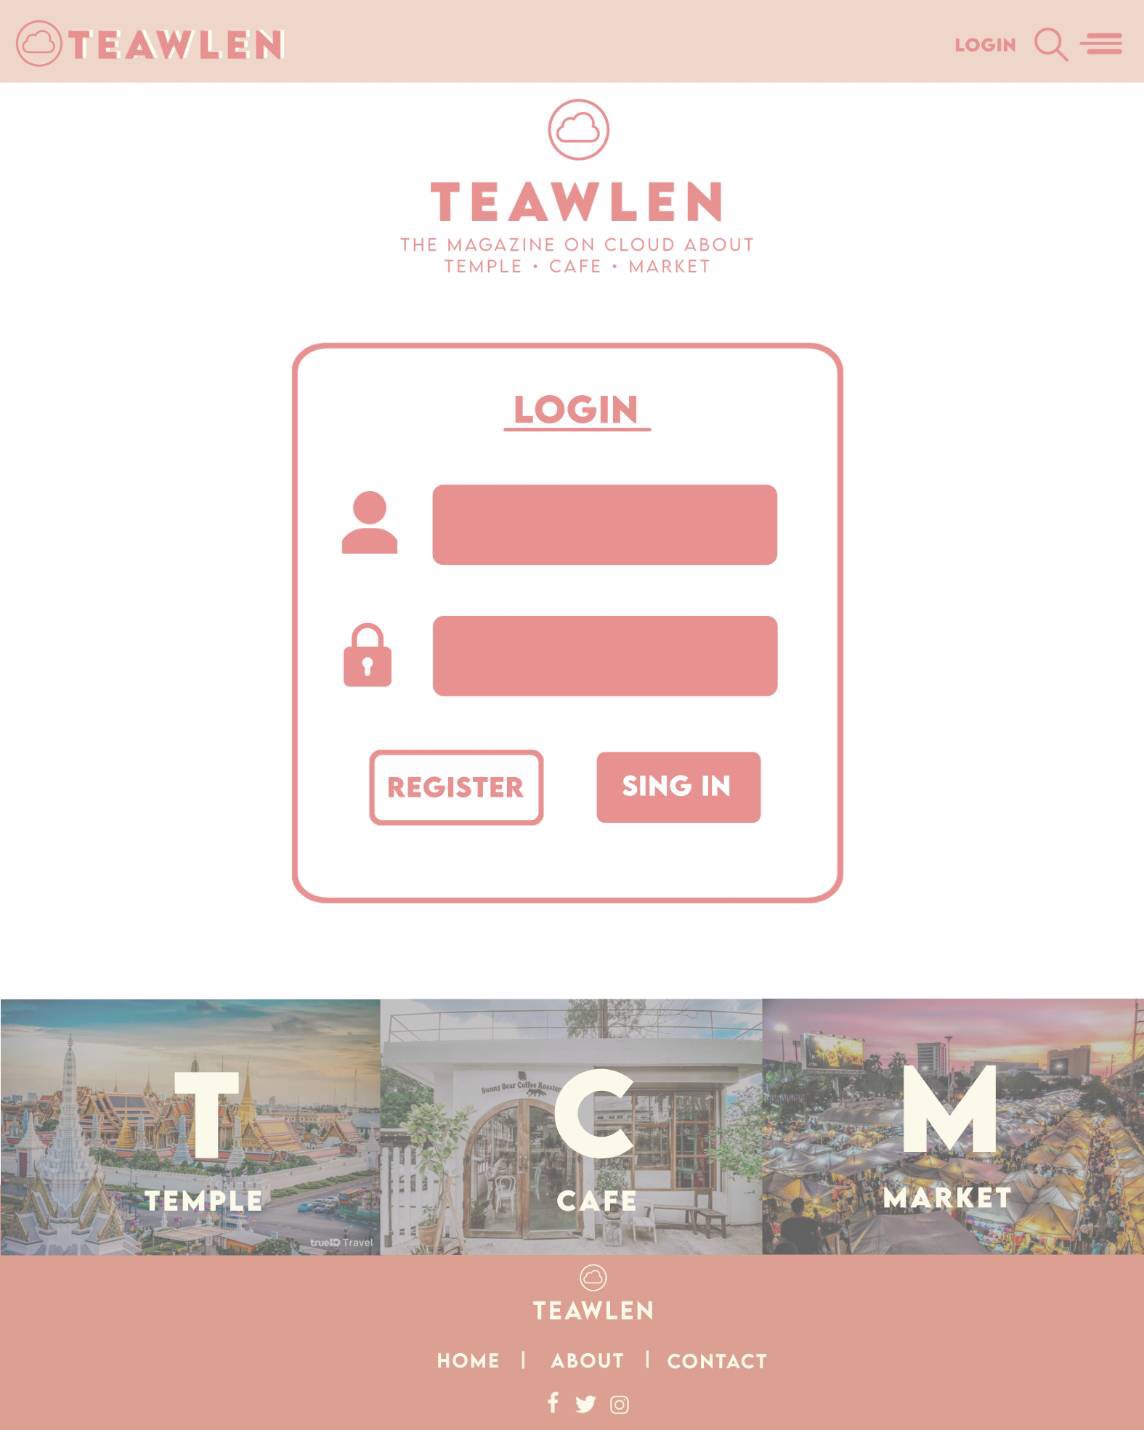 TEAWLEN
LOGIN
TEAWLEN
THE MAGAZINE ON CLOUD ABOUT
TEMPLE • CAFE • MARKET
LOGIN
REGISTER
SING IN
T
TEMPLE
trueID Travel
Sunny Bear Coffee Roaster
C
CAFE
M
MARKET
TEAWLEN
HOME | ABOUT | CONTACT